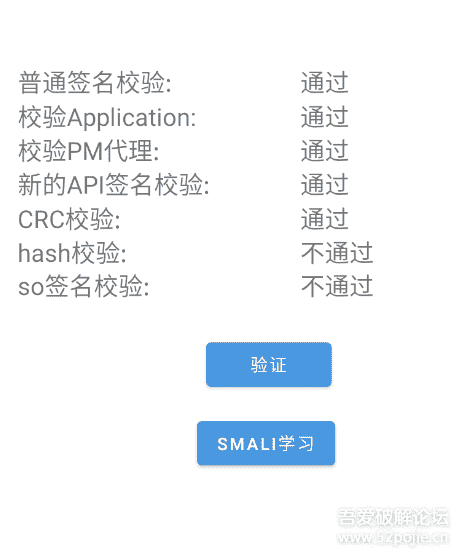 普通签名校验: 通过
校验Application: 通过
校验PM代理: 通过
新的API签名校验: 通过
CRC校验: 通过
hash校验: 不通过
so签名校验: 不通过
验证
SMALI学习
吾爱破解论坛
www.52pojie.cn